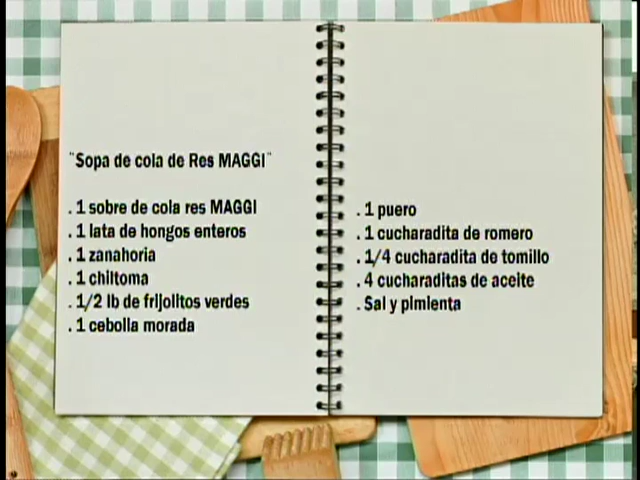 "Sopa de cola de Res MAGGI"
. 1 sobre de cola res MAGGI
. 1 lata de hongos enteros
. 1 zanahoria
. 1 chiltoma
. 1/2 lb de frijolitos verdes
. 1 cebolla morada
. 1 puero
. 1 cucharadita de romero
. 1/4 cucharadita de tomillo
. 4 cucharaditas de aceite
. Sal y pimienta